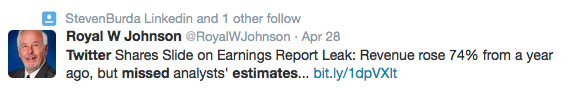 StevenBurda Linkedin and 1 other follow
Royal W Johnson @RoyalWJohnson · Apr 28
Twitter Shares Slide on Earnings Report Leak: Revenue rose 74% from a year
ago, but missed analysts' estimates... bit.ly/1dpVXlt